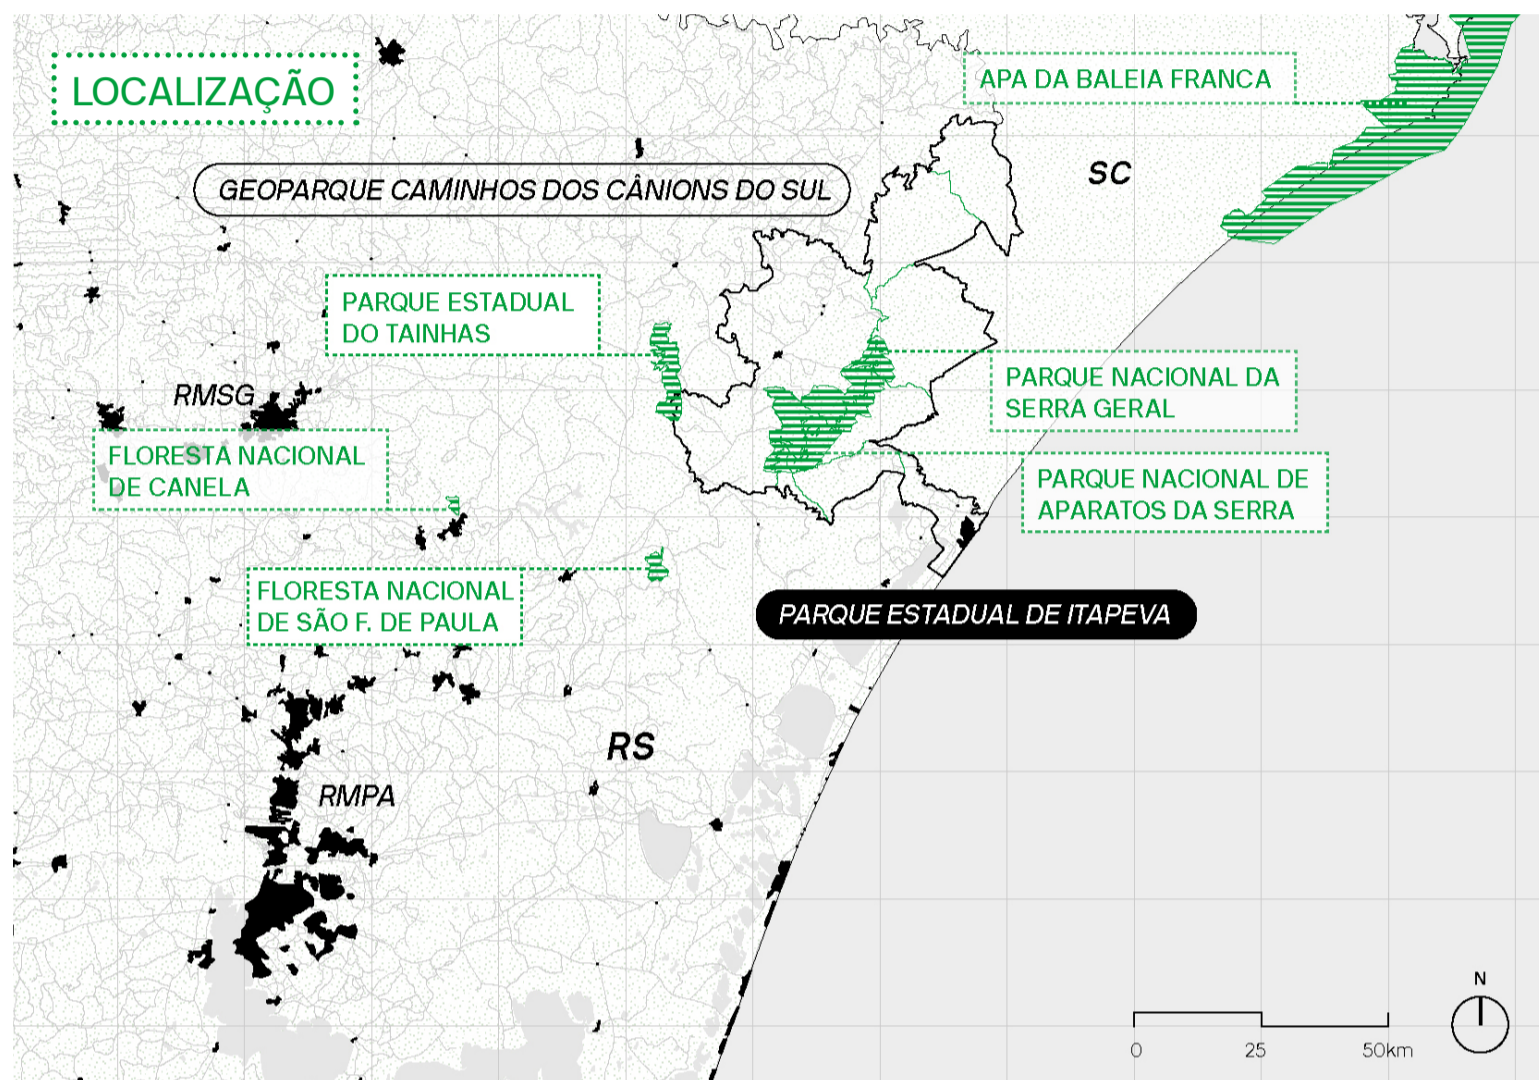 LOCALIZAÇÃO
APA DA BALEIA FRANCA
SC
GEOPARQUE CAMINHOS DOS CÂNIONS DO SUL
PARQUE ESTADUAL
DO TAINHAS
RMSG
PARQUE NACIONAL DA
SERRA GERAL
FLORESTA NACIONAL
DE CANELA
PARQUE NACIONAL DE
APARATOS DA SERRA
FLORESTA NACIONAL
DE SÃO F. DE PAULA
PARQUE ESTADUAL DE ITAPEVA
RS
RMPA
N
0 25 50km